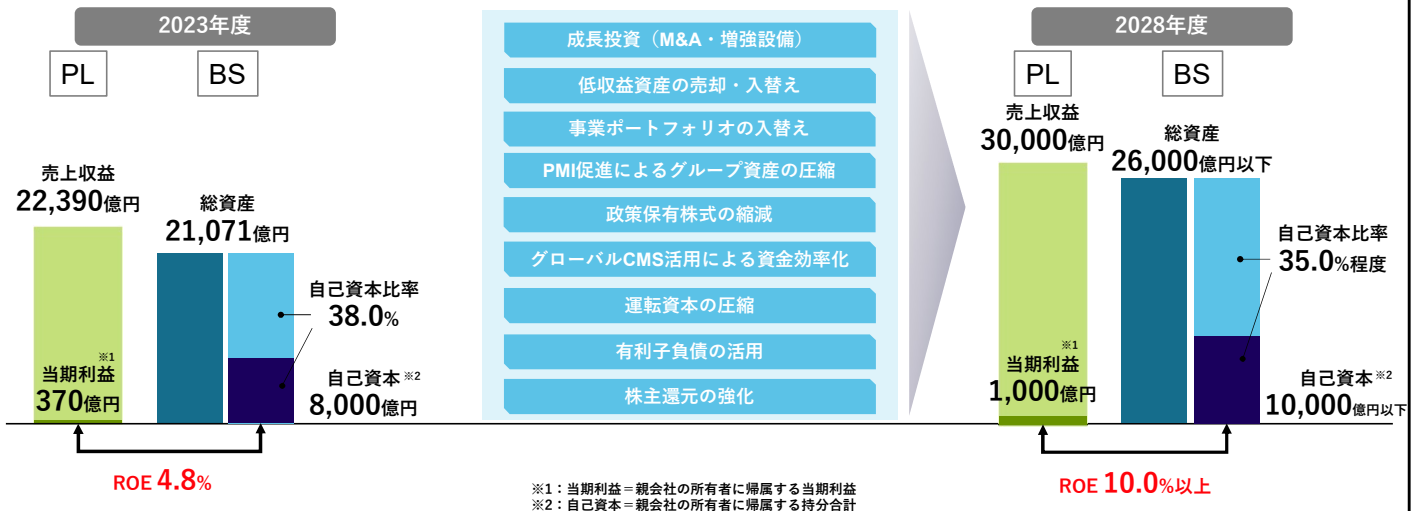 2023年度
PL
BS
売上収益
22,390億円
総資産
21,071億円
自己資本比率
38.0%
※1
当期利益
370億円
自己資本※2
8,000億円
ROE 4.8%
成長投資（M&A・増強設備）
低収益資産の売却・入替え
事業ポートフォリオの入替え
PMI促進によるグループ資産の圧縮
政策保有株式の縮減
グローバルCMS活用による資金効率化
運転資本の圧縮
有利子負債の活用
株主還元の強化
2028年度
PL
BS
売上収益
30,000億円
総資産
26,000億円以下
自己資本比率
35.0%程度
※1
当期利益
1,000億円
自己資本※2
10,000億円以下
ROE 10.0%以上
※1：当期利益＝親会社の所有者に帰属する当期利益
※2：自己資本＝親会社の所有者に帰属する持分合計